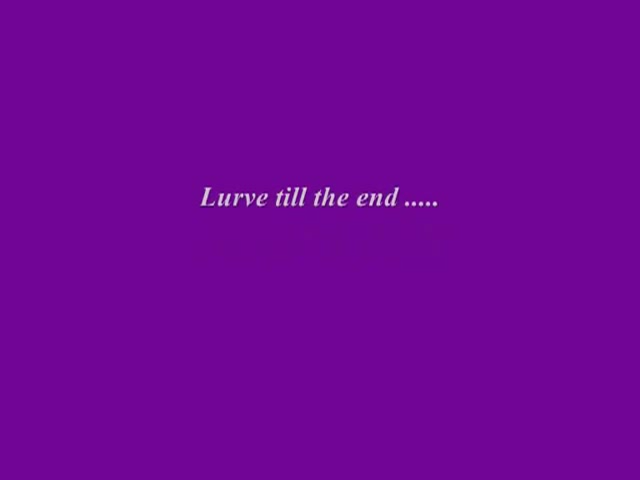 Lurve till the end .....